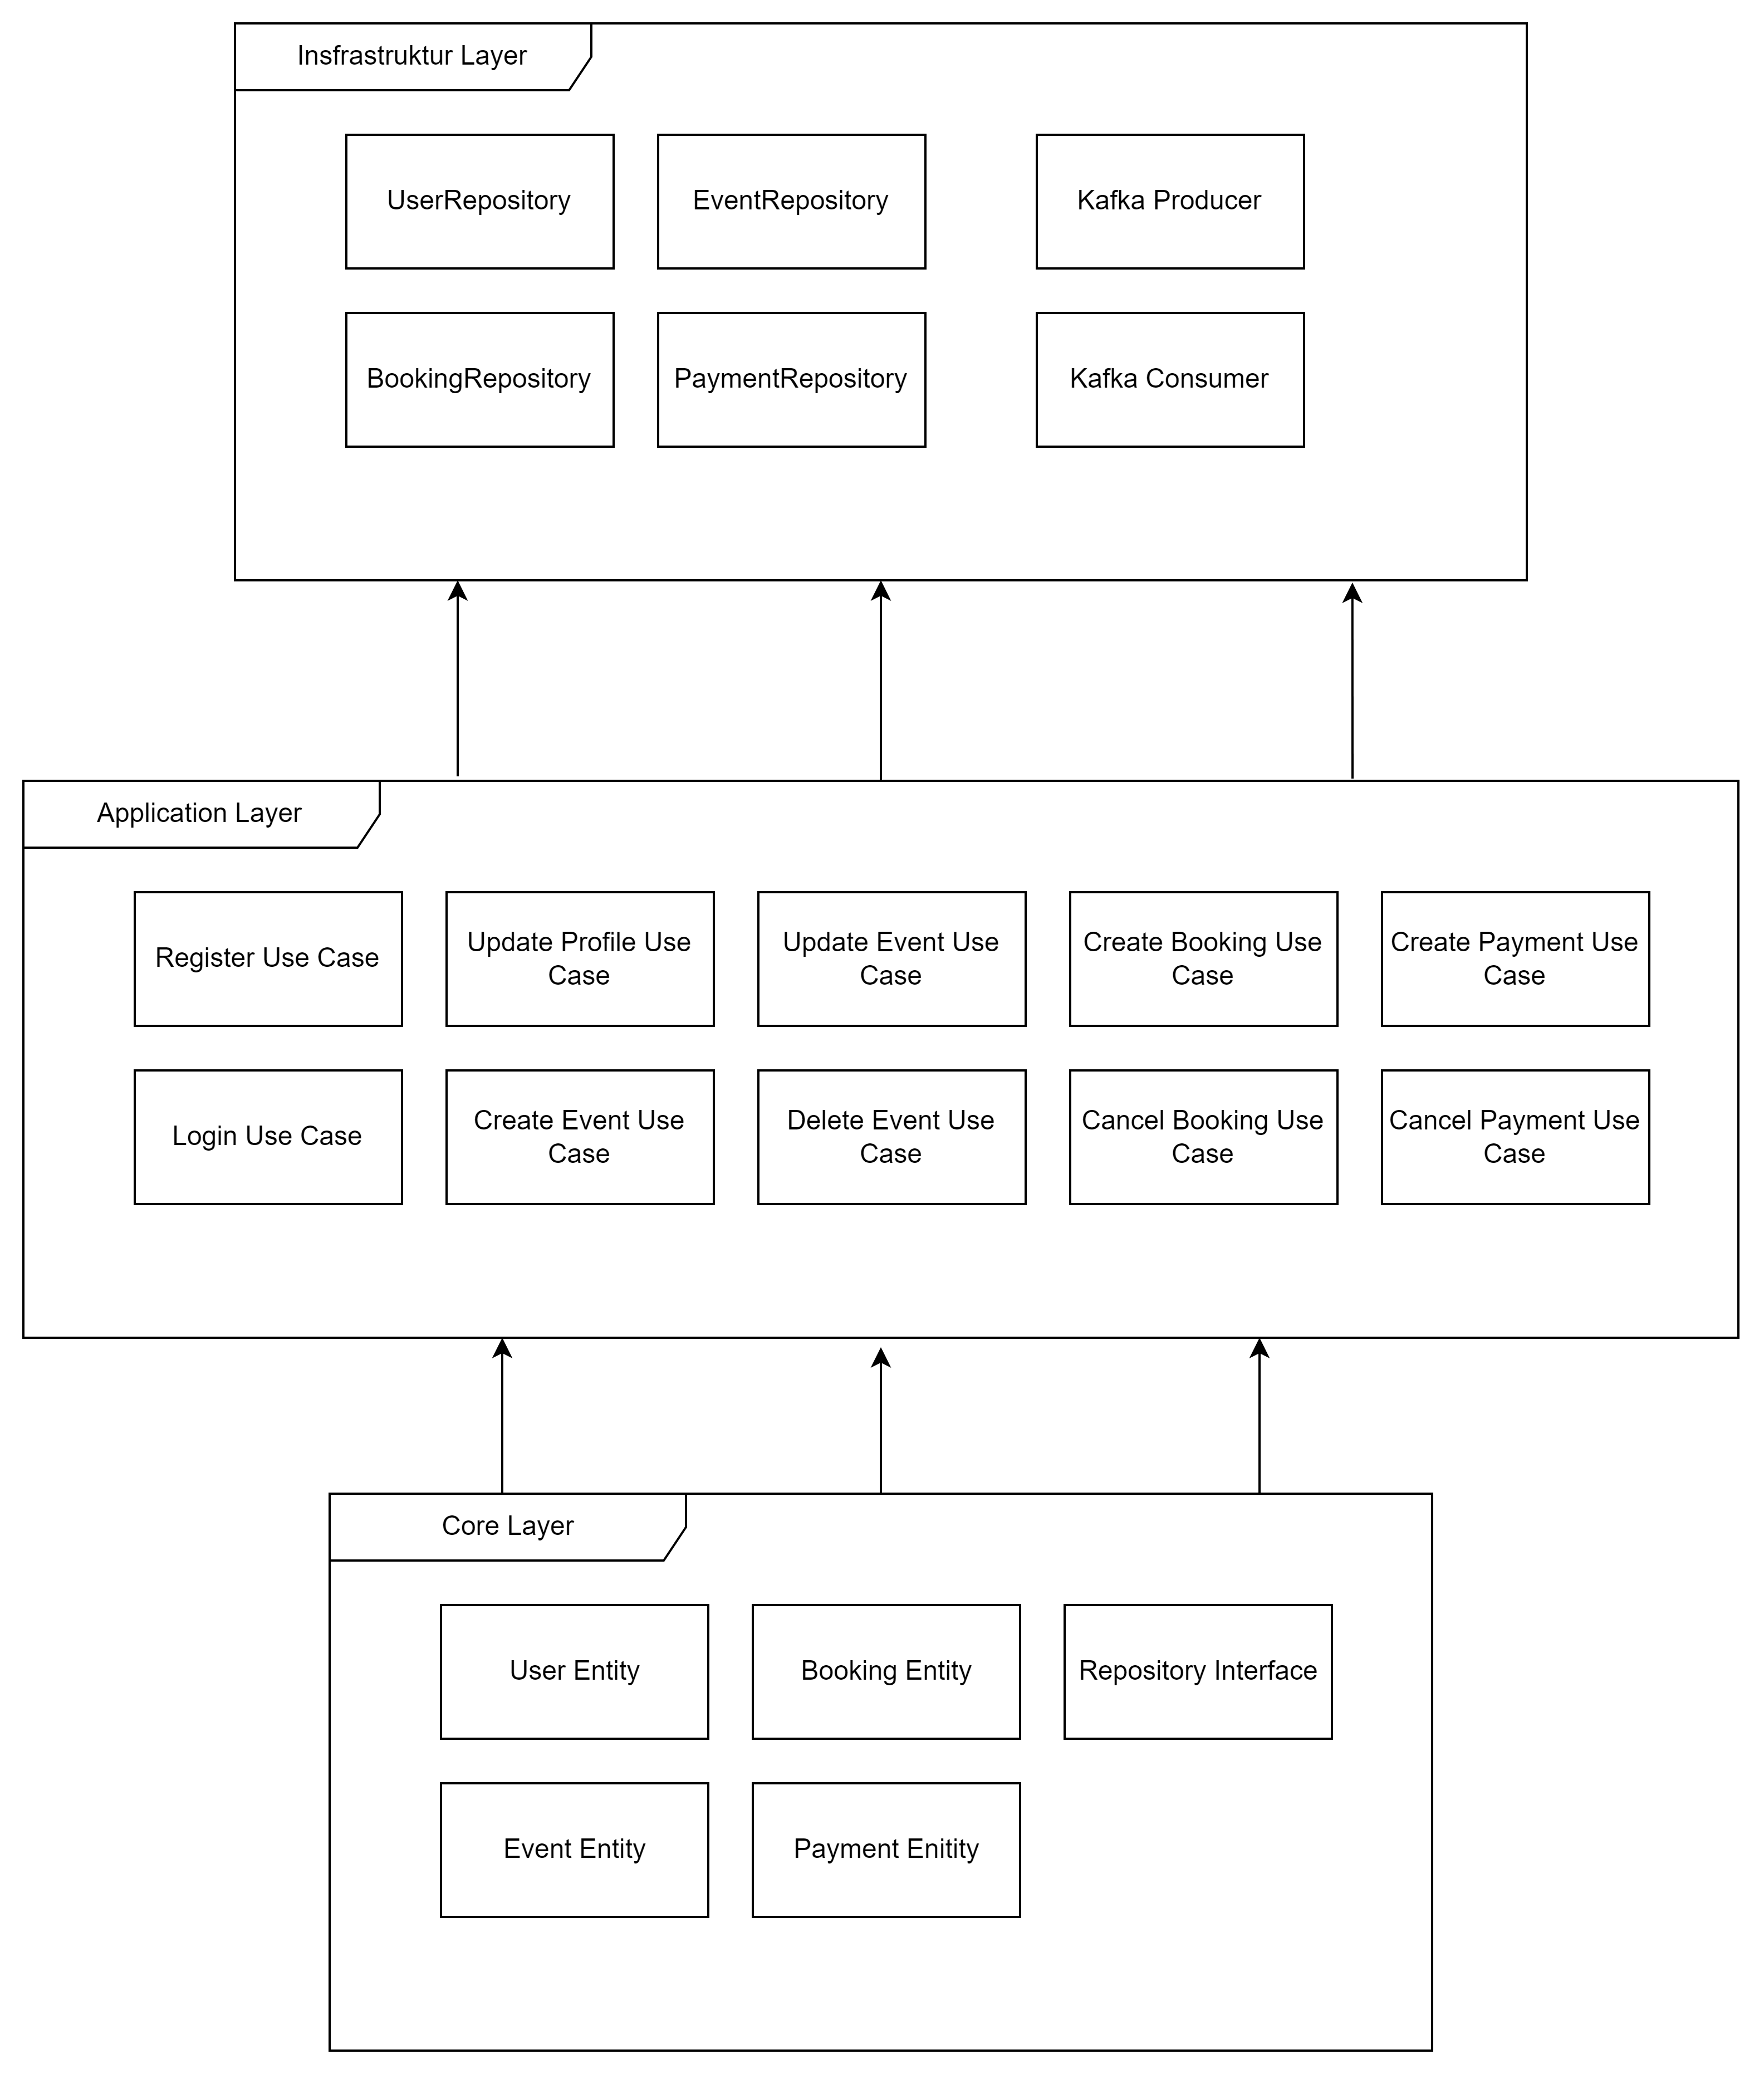 Insfrastruktur Layer
UserRepository
EventRepository
Kafka Producer
BookingRepository
PaymentRepository
Kafka Consumer
Application Layer
Register Use Case
Update Profile Use
Case
Update Event Use
Case
Create Booking Use
Case
Create Payment Use
Case
Login Use Case
Create Event Use
Case
Delete Event Use
Case
Cancel Booking Use
Case
Cancel Payment Use
Case
Core Layer
User Entity
Booking Entity
Repository Interface
Event Entity
Payment Enitity